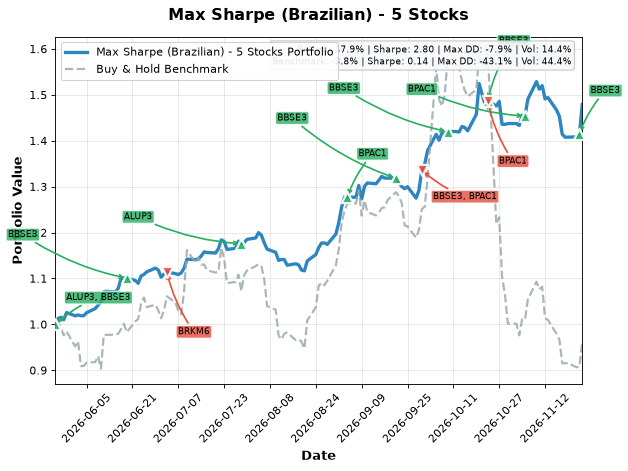 Max Sharpe (Brazilian) - 5 Stocks
Max Sharpe (Brazilian) - 5 Stocks Portfolio
Buy & Hold Benchmark
7.9% | Sharpe: 2.80 | Max DD: -7.9% | Vol: 14.4%
.8% | Sharpe: 0.14 | Max DD: -43.1% | Vol: 44.4%
BBSE3
BBSE3
BPAC1
BBSE3
BBSE3
BPAC1
BPAC1
BBSE3, BPAC1
ALUP3
BBSE3
ALUP3, BBSE3
BRKM6
1.6
1.5
1.4
1.3
1.2
1.1
1.0
0.9
Portfolio Value
2026-06-05
2026-06-21
2026-07-07
2026-07-23
2026-08-08
2026-08-24
2026-09-09
2026-09-25
2026-10-11
2026-10-27
2026-11-12
Date